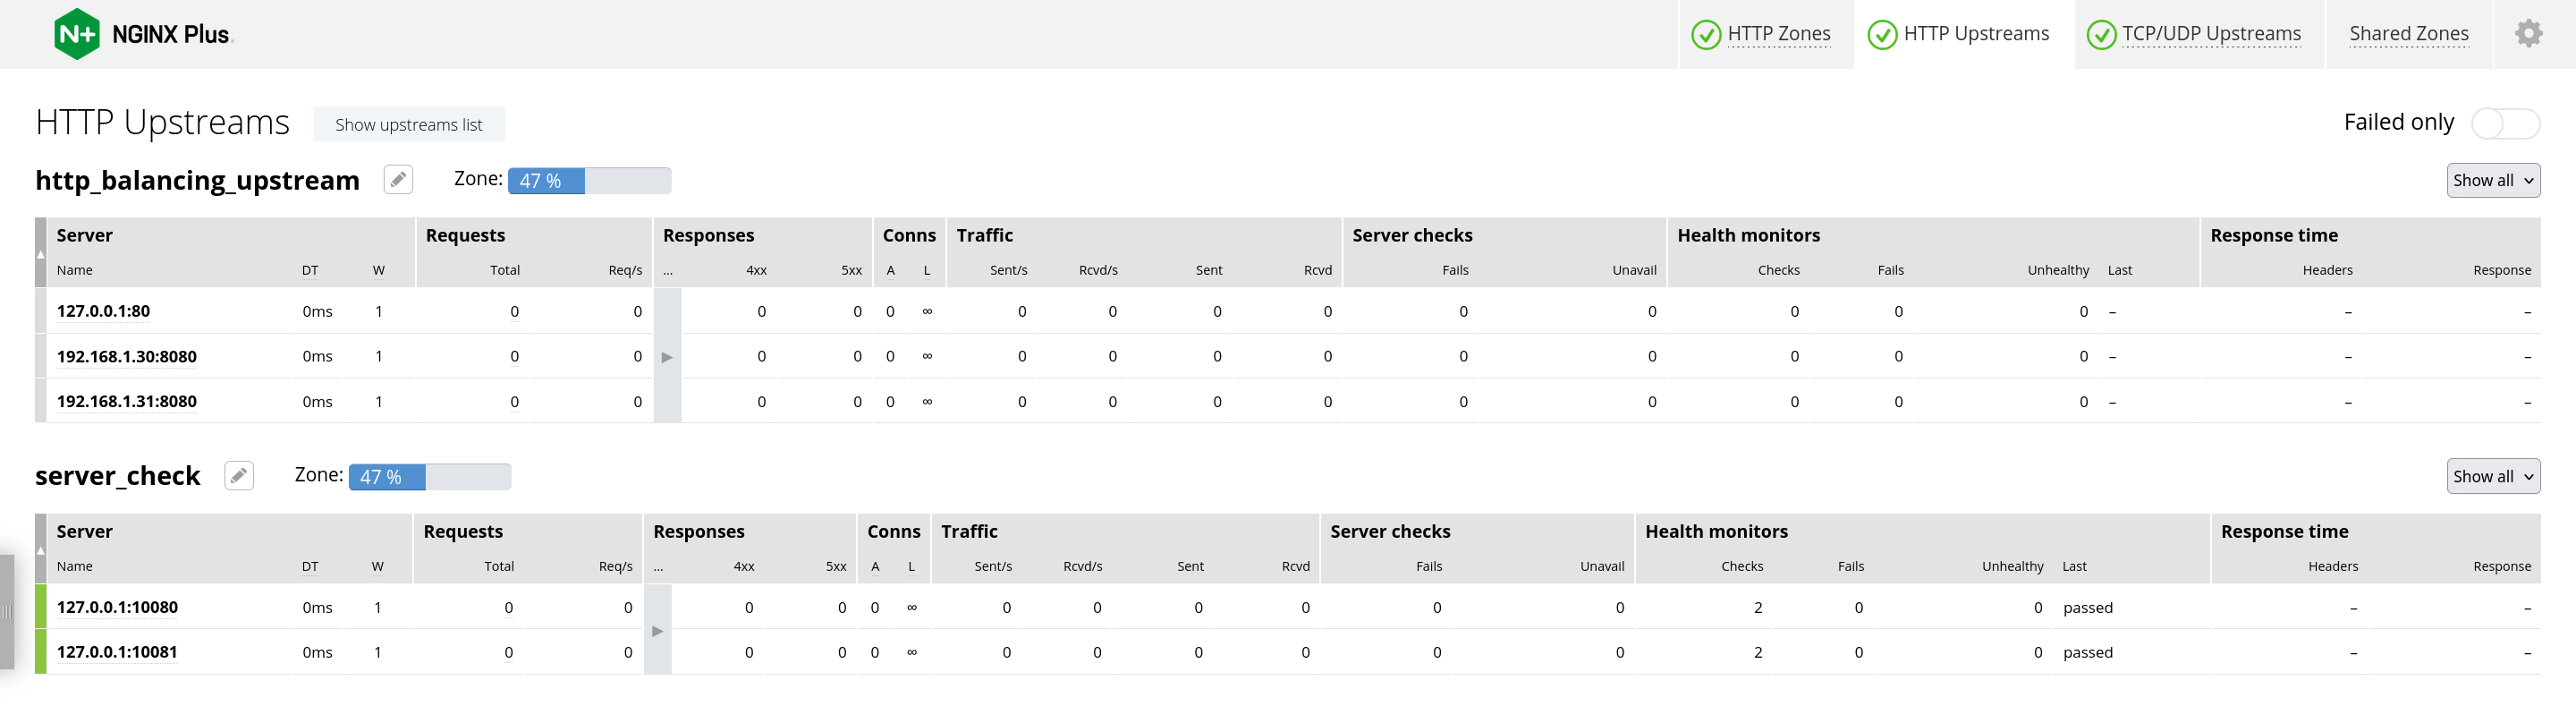 N+ NGINX Plus HTTP Zones HTTP Upstreams TCP/UDP Upstreams Shared Zones
HTTP Upstreams Show upstreams list Failed only
http_balancing_upstream Zone: 47 % Show all
Server Requests Responses Conns Traffic Server checks Health monitors Response time
Name DT W Total Req/s ... 4xx 5xx A L Sent/s Rcvd/s Sent Rcvd Fails Unavail Checks Fails Unhealthy Last Headers Response
127.0.0.1:80 0ms 1 0 0 0 0 0 ∞ 0 0 0 0 0 0 0 0 0 – – –
192.168.1.30:8080 0ms 1 0 0 0 0 0 ∞ 0 0 0 0 0 0 0 0 0 – – –
192.168.1.31:8080 0ms 1 0 0 0 0 0 ∞ 0 0 0 0 0 0 0 0 0 – – –
server_check Zone: 47 % Show all
Server Requests Responses Conns Traffic Server checks Health monitors Response time
Name DT W Total Req/s ... 4xx 5xx A L Sent/s Rcvd/s Sent Rcvd Fails Unavail Checks Fails Unhealthy Last Headers Response
127.0.0.1:10080 0ms 1 0 0 0 0 0 ∞ 0 0 0 0 0 0 2 0 0 passed – –
127.0.0.1:10081 0ms 1 0 0 0 0 0 ∞ 0 0 0 0 0 0 2 0 0 passed – –